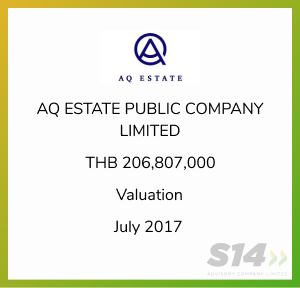 AQ ESTATE
AQ ESTATE PUBLIC COMPANY
LIMITED
THB 206,807,000
Valuation
July 2017
S14
ADVISORY COMPANY LIMITED